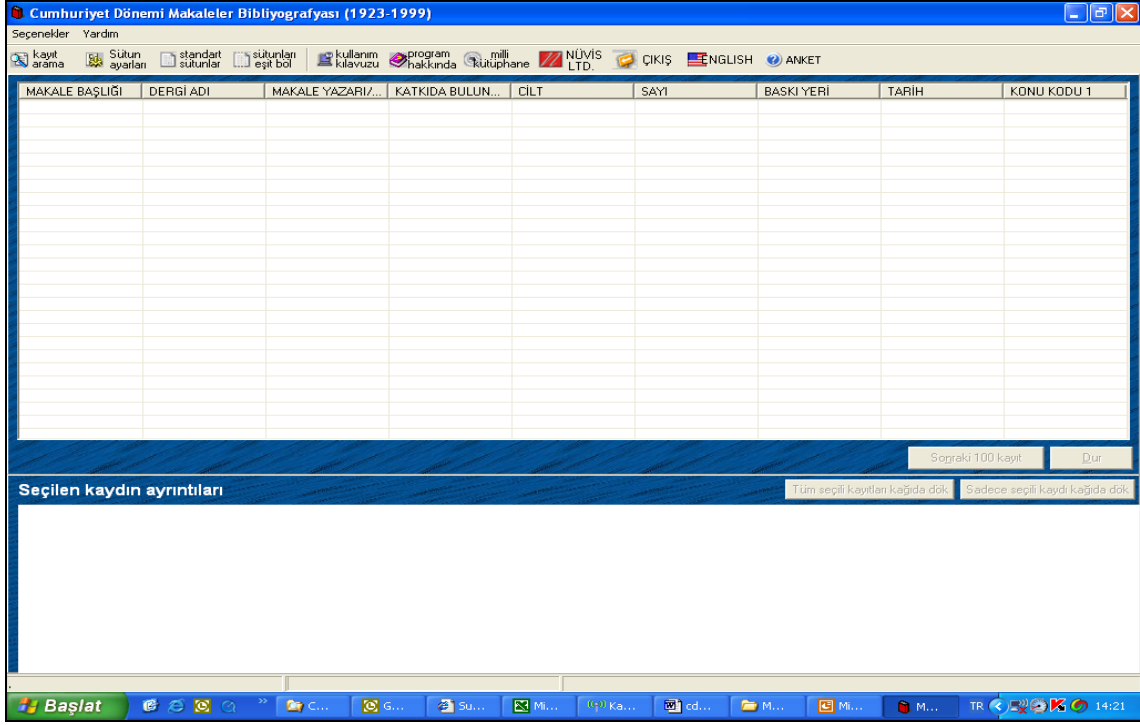 Cumhuriyet Dönemi Makaleler Bibliyografyası (1923-1999)
Seçenekler Yardım
kayıt arama Sütun ayarları standart sütunlar sütunları eşit böl kullanım kılavuzu program hakkında milli kütüphane NÜVİS LTD. ÇIKIŞ ENGLISH ANKET
MAKALE BAŞLIĞI DERGİ ADI MAKALE YAZARI/... KATKIDA BULUN... CİLT SAYI BASKI YERİ TARİH KONU KODU 1
Sonraki 100 kayıt Dur
Seçilen kaydın ayrıntıları Tüm seçili kayıtları kağıda dök Sadece seçili kaydı kağıda dök
.
Başlat » C... G... Su... Mi... Ka... cd... M... Mi... M... TR 14:21